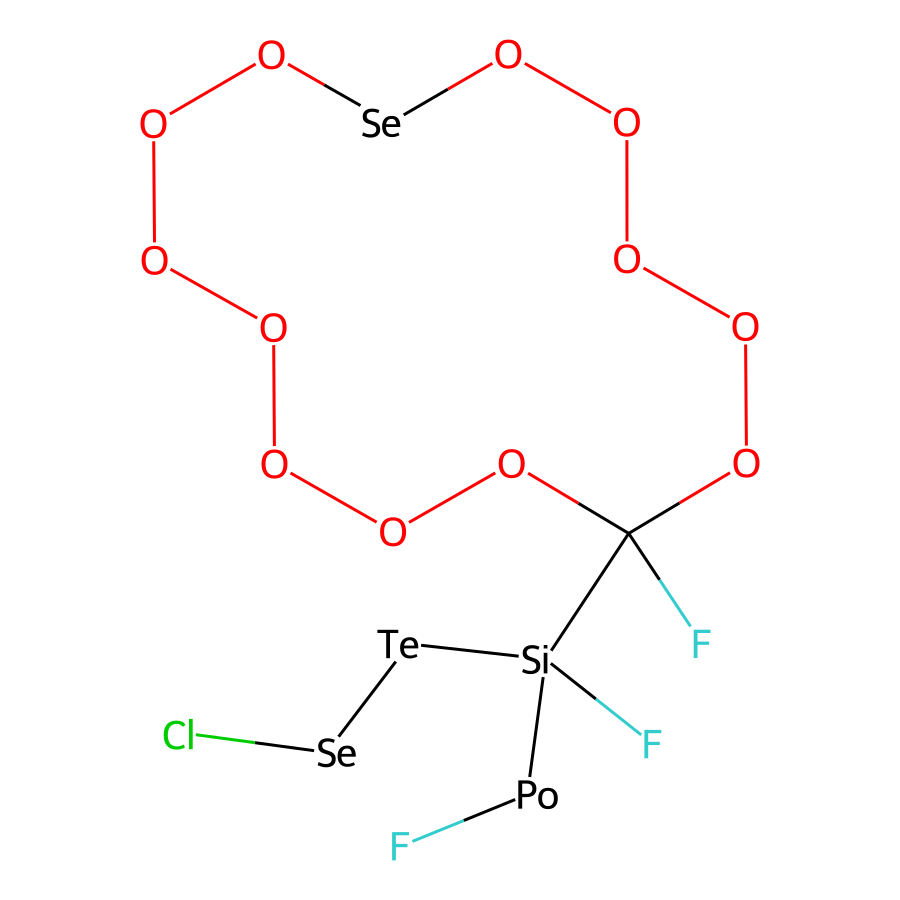 O O
O Se O
O O
O O
O O O
O
Te Si F
Cl Se F
Po
F